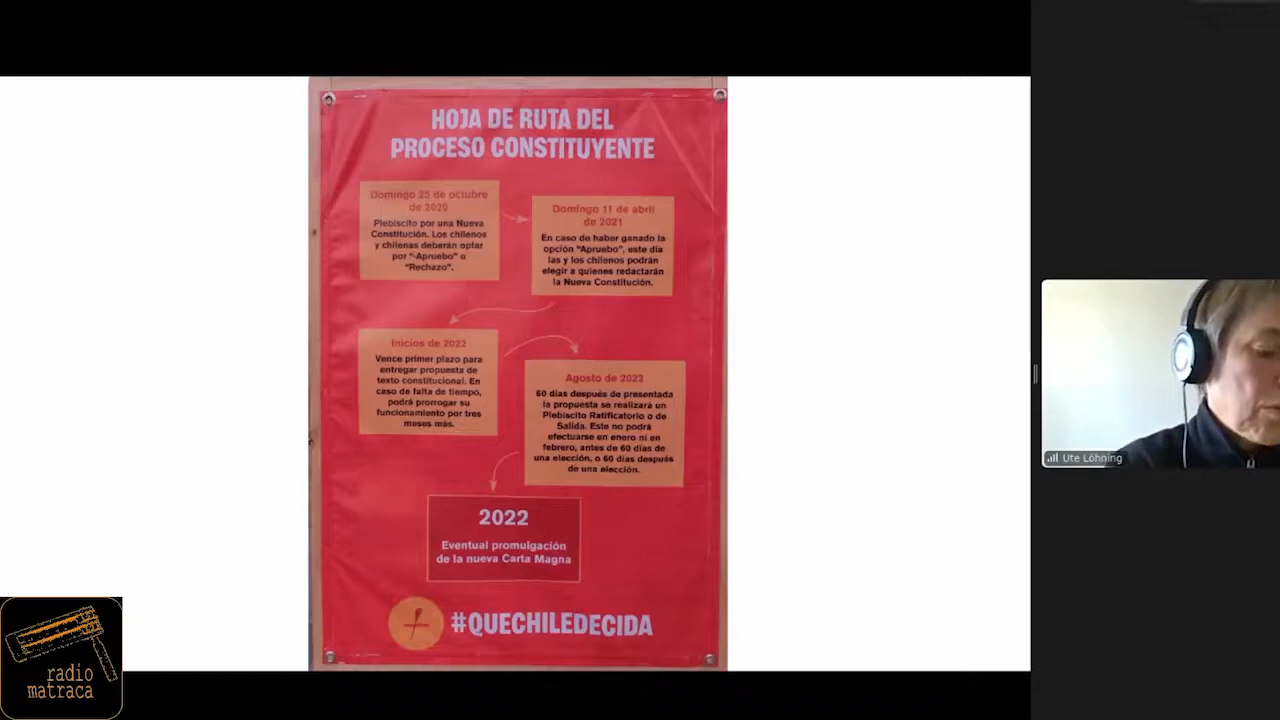 HOJA DE RUTA DEL
PROCESO CONSTITUYENTE
Domingo 25 de octubre
de 2020
Plebiscito por una Nueva
Constitución. Los chilenos
y chilenas deberán optar
por "Apruebo" o
"Rechazo".
Domingo 11 de abril
de 2021
En caso de haber ganado la
opción "Apruebo", este día
las y los chilenos podrán
elegir a quienes redactarán
la Nueva Constitución.
Inicios de 2022
Vence primer plazo para
entregar propuesta de
texto constitucional. En
caso de falta de tiempo,
podrá prorrogar su
funcionamiento por tres
meses más.
Agosto de 2022
60 días después de presentada
la propuesta se realizará un
Plebiscito Ratificatorio o de
Salida. Este no podrá
efectuarse en enero ni en
febrero, antes de 60 días de
una elección, o 60 días después
de una elección.
2022
Eventual promulgación
de la nueva Carta Magna
#QUECHILEDECIDA
Ute Löhning
radio
matraca